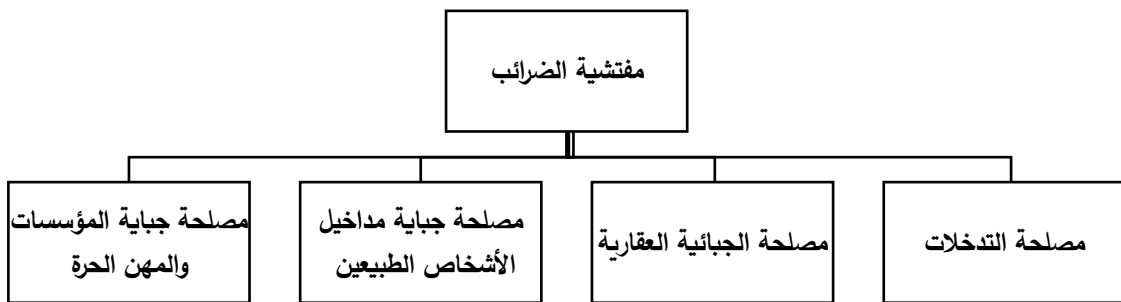 مفتشية الضرائب
مصلحة التدخلات
مصلحة الجبائية العقارية
مصلحة جباية مداخيل
الأشخاص الطبيعين
مصلحة جباية المؤسسات
والمهن الحرة